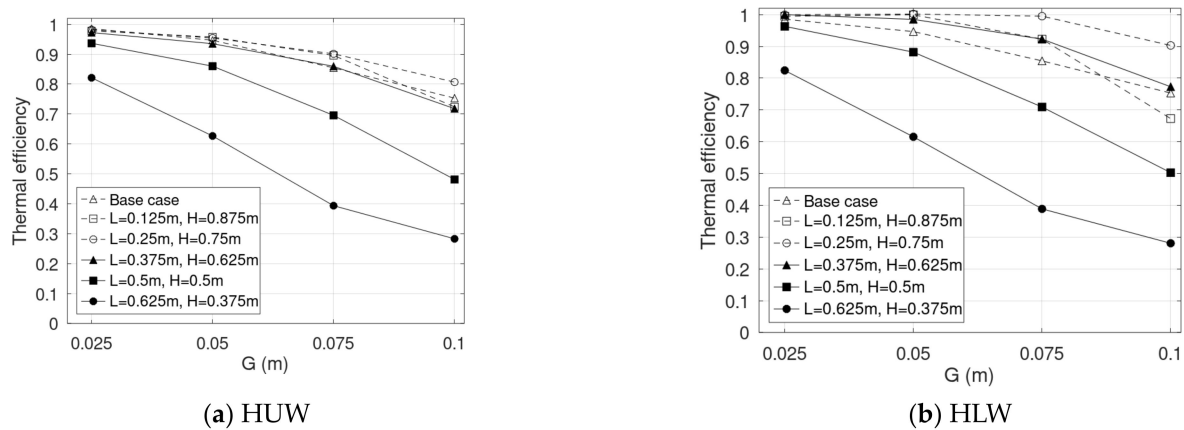 1
0.9
0.8
0.7
0.6
0.5
0.4
0.3
0.2
0.1
0
Thermal efficiency
Base case
L=0.125m, H=0.875m
L=0.25m, H=0.75m
L=0.375m, H=0.625m
L=0.5m, H=0.5m
L=0.625m, H=0.375m
0.025 0.05 0.075 0.1
G (m)
(a) HUW
1
0.9
0.8
0.7
0.6
0.5
0.4
0.3
0.2
0.1
0
Thermal efficiency
Base case
L=0.125m, H=0.875m
L=0.25m, H=0.75m
L=0.375m, H=0.625m
L=0.5m, H=0.5m
L=0.625m, H=0.375m
0.025 0.05 0.075 0.1
G (m)
(b) HLW